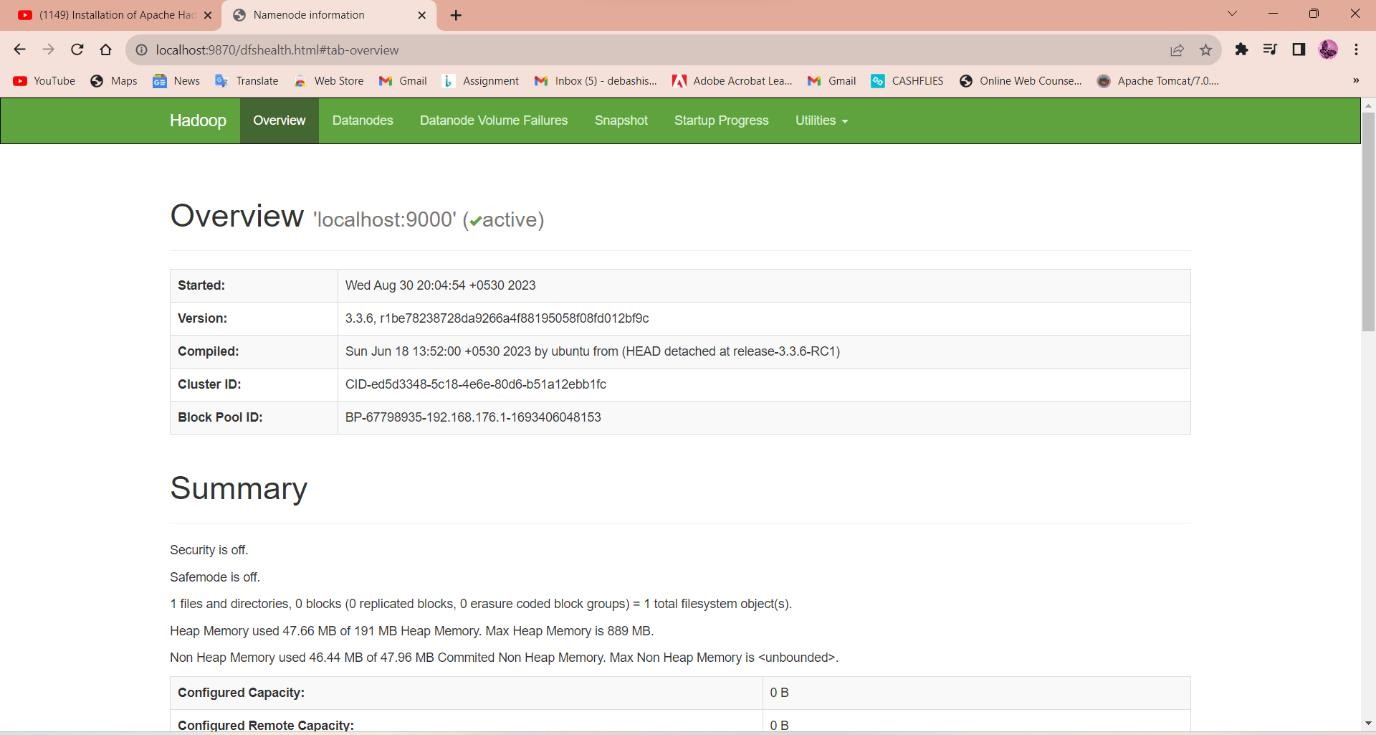 (1149) Installation of Apache Had
Namenode information
localhost:9870/dfshealth.html#tab-overview
YouTube Maps News Translate Web Store Gmail Assignment Inbox (5) - debashis... Adobe Acrobat Lea... Gmail CASHFLIES Online Web Counse... Apache Tomcat/7.0.... »
Hadoop Overview Datanodes Datanode Volume Failures Snapshot Startup Progress Utilities
Overview 'localhost:9000' (✔active)
Started: Wed Aug 30 20:04:54 +0530 2023
Version: 3.3.6, r1be78238728da9266a4f88195058f08fd012bf9c
Compiled: Sun Jun 18 13:52:00 +0530 2023 by ubuntu from (HEAD detached at release-3.3.6-RC1)
Cluster ID: CID-ed5d3348-5c18-4e6e-80d6-b51a12ebb1fc
Block Pool ID: BP-67798935-192.168.176.1-1693406048153
Summary
Security is off.
Safemode is off.
1 files and directories, 0 blocks (0 replicated blocks, 0 erasure coded block groups) = 1 total filesystem object(s).
Heap Memory used 47.66 MB of 191 MB Heap Memory. Max Heap Memory is 889 MB.
Non Heap Memory used 46.44 MB of 47.96 MB Commited Non Heap Memory. Max Non Heap Memory is <unbounded>.
Configured Capacity: 0 B
Configured Remote Capacity: 0 B